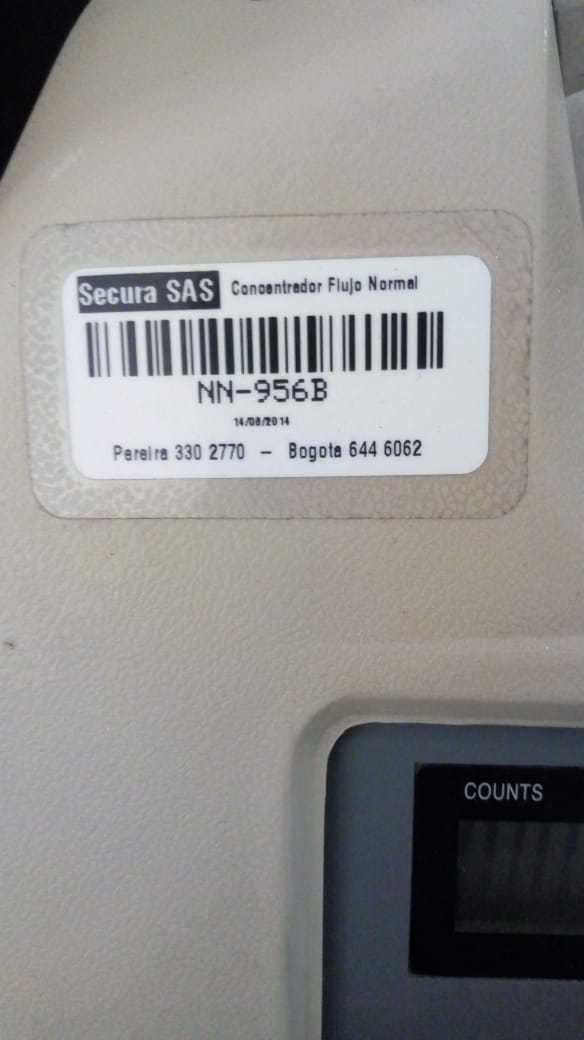 Secura SAS Concentrador Flujo Normal
NN-956B
14/08/2014
Pereira 330 2770 – Bogota 644 6062
COUNTS